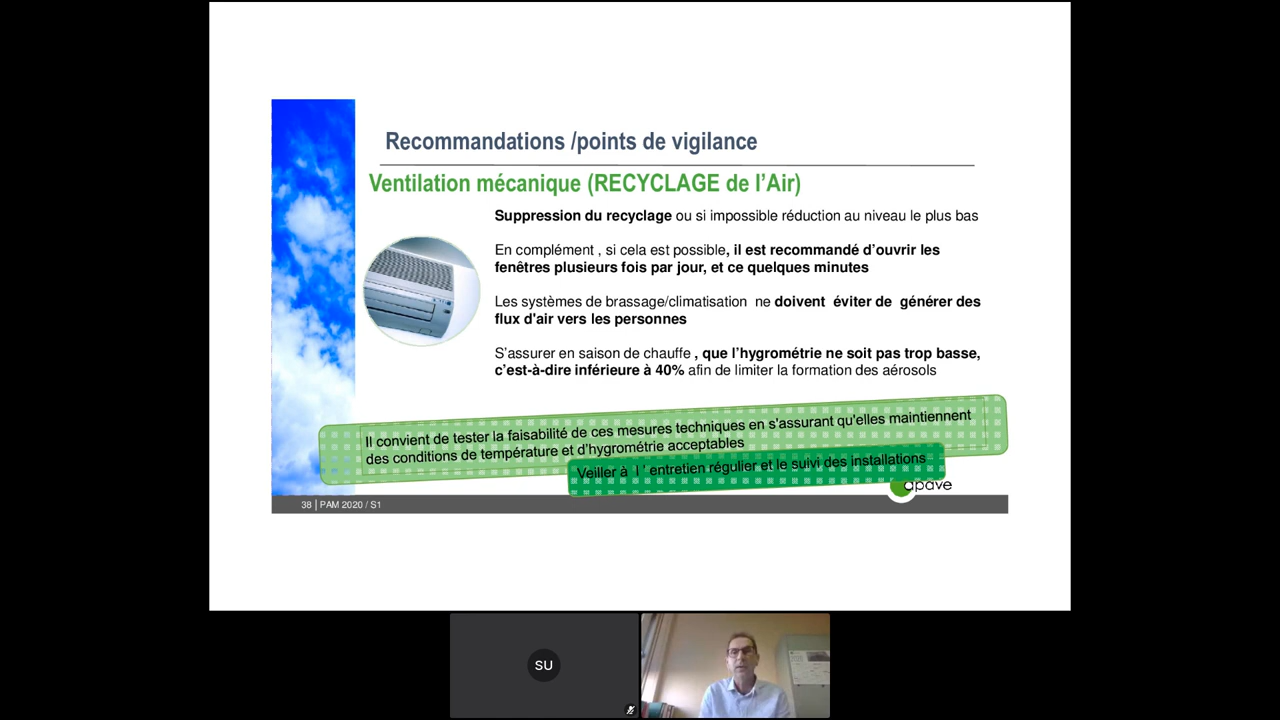 Recommandations /points de vigilance
Ventilation mécanique (RECYCLAGE de l’Air)
Suppression du recyclage ou si impossible réduction au niveau le plus bas
En complément , si cela est possible, il est recommandé d’ouvrir les
fenêtres plusieurs fois par jour, et ce quelques minutes
Les systèmes de brassage/climatisation ne doivent éviter de générer des
flux d'air vers les personnes
S’assurer en saison de chauffe , que l’hygrométrie ne soit pas trop basse,
c’est-à-dire inférieure à 40% afin de limiter la formation des aérosols
Il convient de tester la faisabilité de ces mesures techniques en s'assurant qu'elles maintiennent
des conditions de température et d'hygrométrie acceptables
Veiller à l ’ entretien régulier et le suivi des installations
apave
38 | PAM 2020 / S1
SU